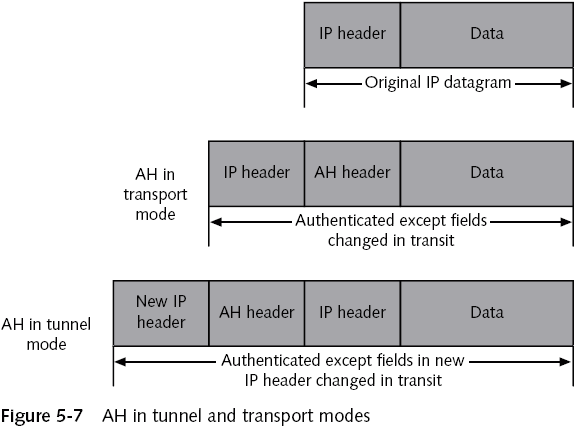 IP header
Data
Original IP datagram
AH in
transport
mode
IP header
AH header
Data
Authenticated except fields
changed in transit
AH in tunnel
mode
New IP
header
AH header
IP header
Data
Authenticated except fields in new
IP header changed in transit
Figure 5-7 AH in tunnel and transport modes